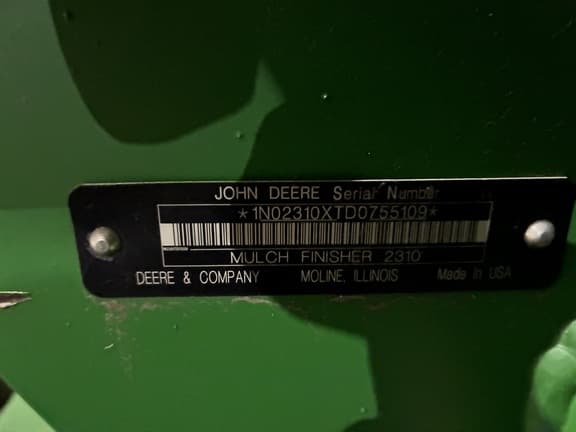 JOHN DEERE Serial Number
*1N02310XTD0755109*
MULCH FINISHER 2310
DEERE & COMPANY MOLINE, ILLINOIS Made In USA